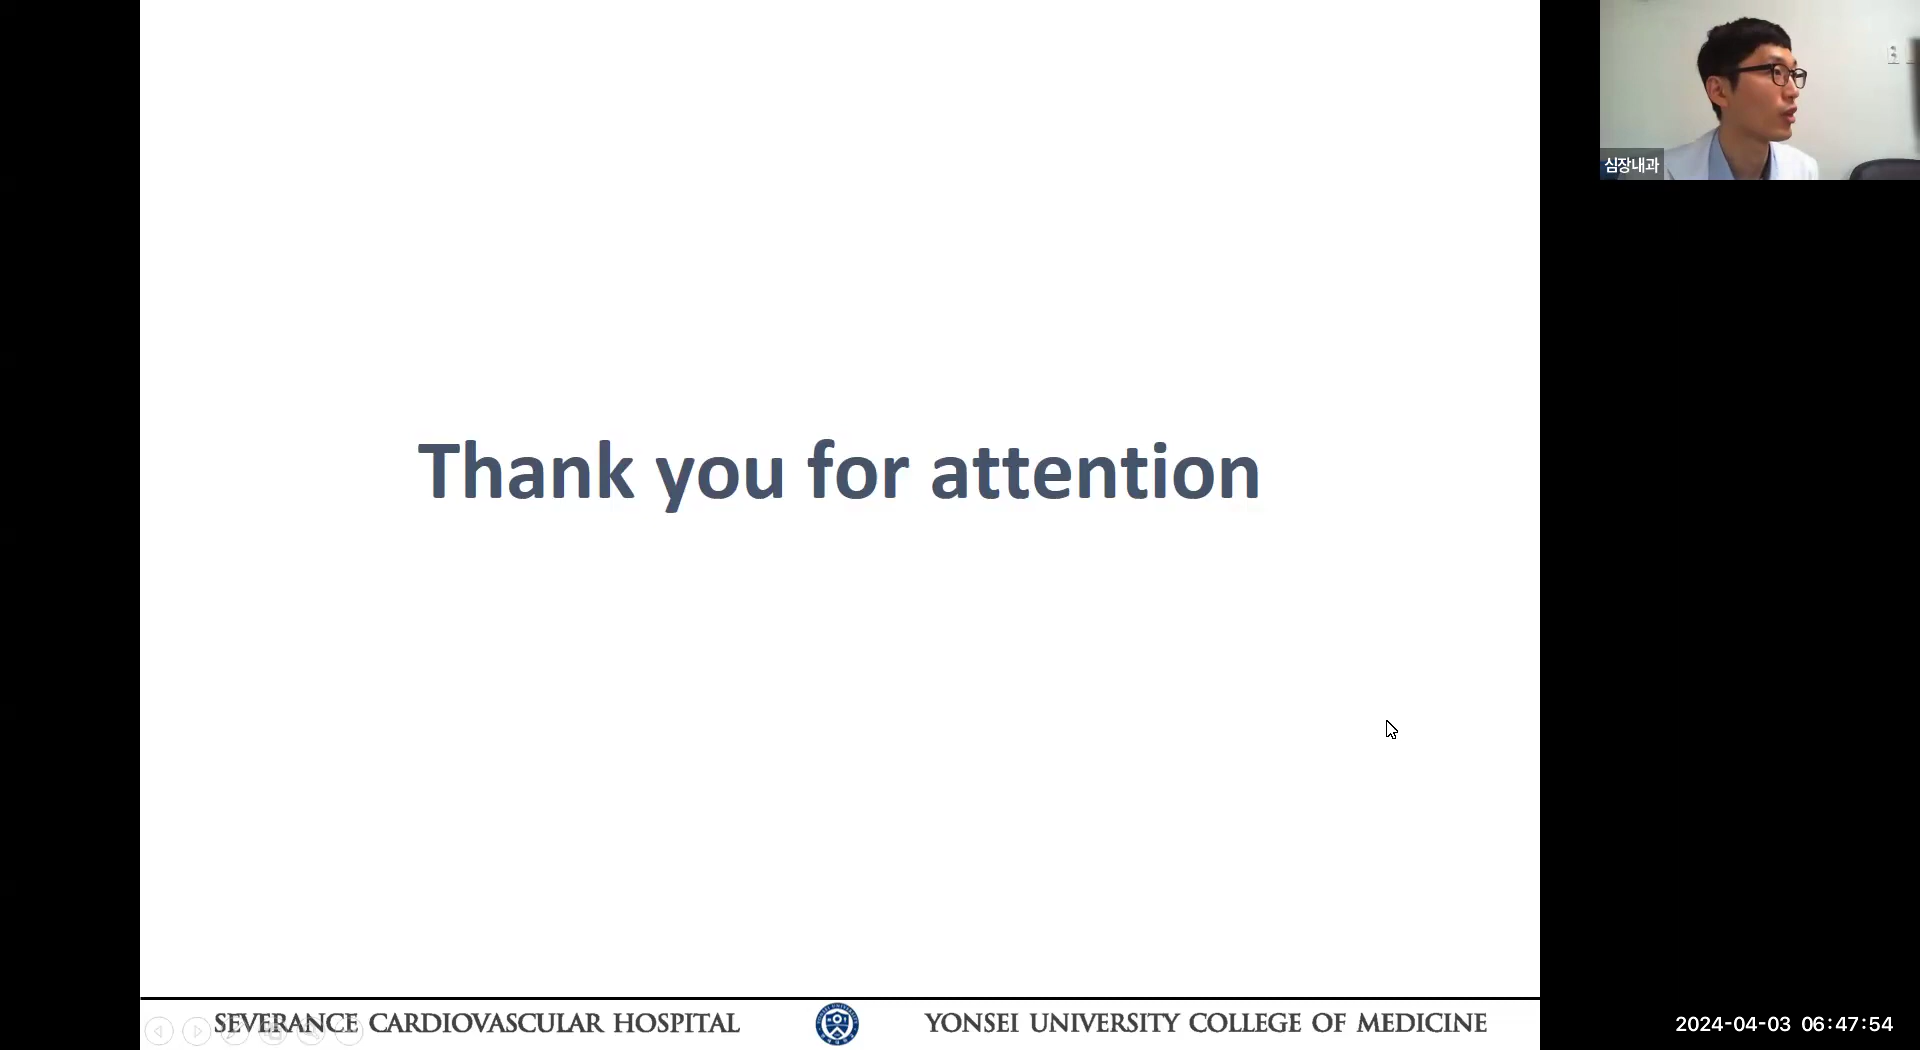 심장내과
Thank you for attention
SEVERANCE CARDIOVASCULAR HOSPITAL
YONSEI UNIVERSITY COLLEGE OF MEDICINE
2024-04-03 06:47:54